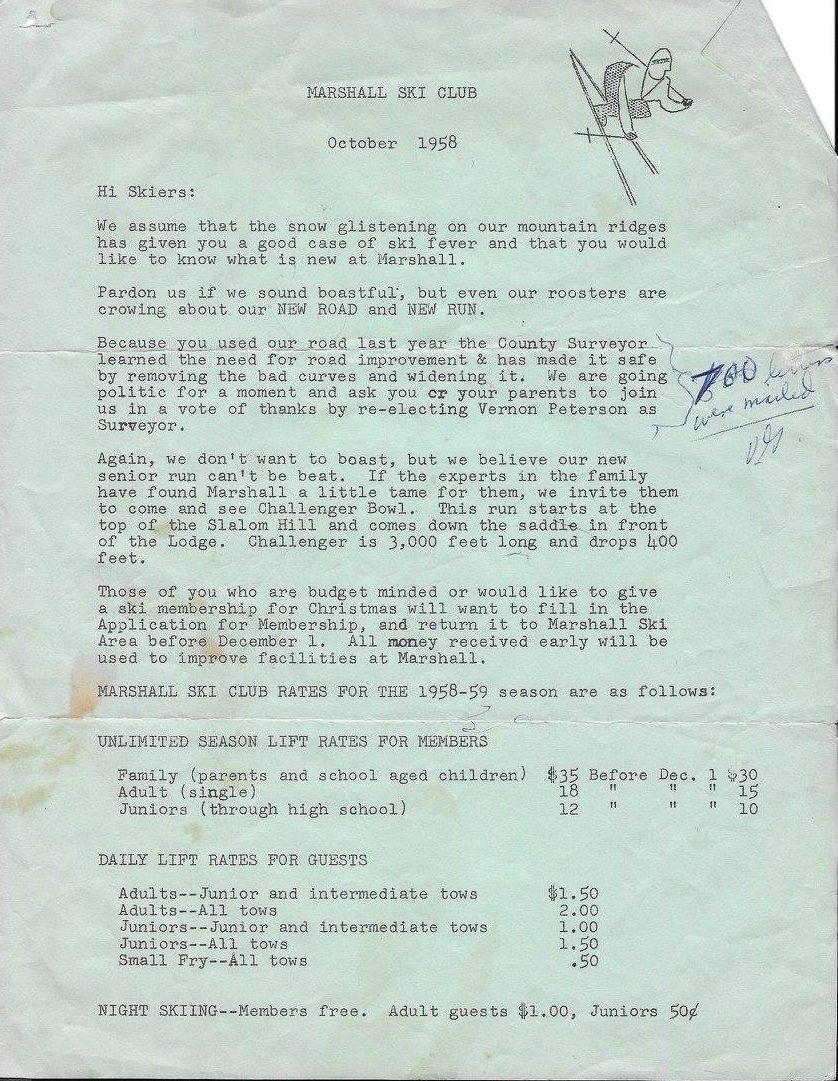 MARSHALL SKI CLUB
October 1958
Hi Skiers:
We assume that the snow glistening on our mountain ridges
has given you a good case of ski fever and that you would
like to know what is new at Marshall.
Pardon us if we sound boastful, but even our roosters are
crowing about our NEW ROAD and NEW RUN.
Because you used our road last year the County Surveyor
learned the need for road improvement & has made it safe
by removing the bad curves and widening it. We are going
politic for a moment and ask you or your parents to join
us in a vote of thanks by re-electing Vernon Peterson as
Surveyor.
700 letters
were mailed
Again, we don't want to boast, but we believe our new
senior run can't be beat. If the experts in the family
have found Marshall a little tame for them, we invite them
to come and see Challenger Bowl. This run starts at the
top of the Slalom Hill and comes down the saddle in front
of the Lodge. Challenger is 3,000 feet long and drops 400
feet.
Those of you who are budget minded or would like to give
a ski membership for Christmas will want to fill in the
Application for Membership, and return it to Marshall Ski
Area before December 1. All money received early will be
used to improve facilities at Marshall.
MARSHALL SKI CLUB RATES FOR THE 1958-59 season are as follows:
UNLIMITED SEASON LIFT RATES FOR MEMBERS
Family (parents and school aged children) $35 Before Dec. 1 $30
Adult (single) 18 " " " 15
Juniors (through high school) 12 " " " 10
DAILY LIFT RATES FOR GUESTS
Adults--Junior and intermediate tows $1.50
Adults--All tows 2.00
Juniors--Junior and intermediate tows 1.00
Juniors--All tows 1.50
Small Fry--All tows .50
NIGHT SKIING--Members free. Adult guests $1.00, Juniors 50¢